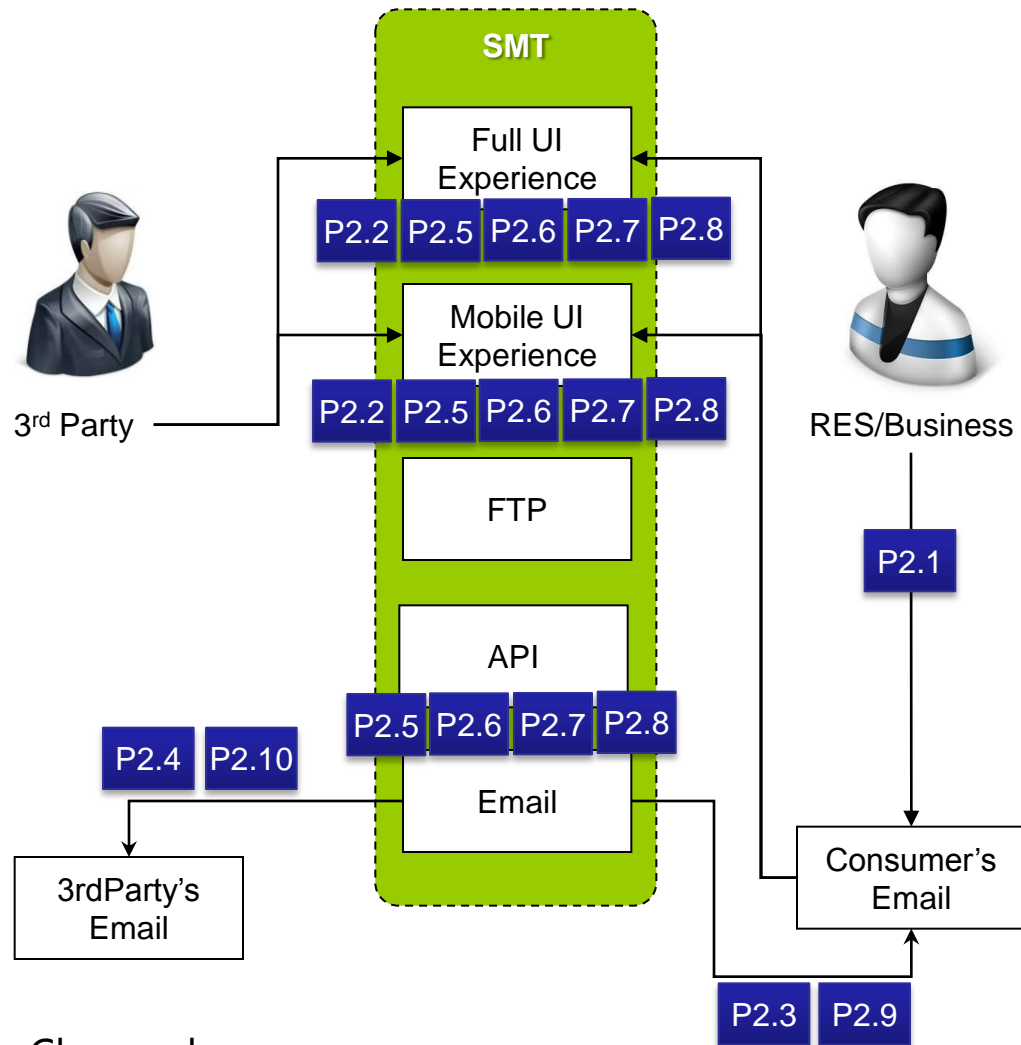 SMT
Full UI
Experience
P2.2 P2.5 P2.6 P2.7 P2.8
Mobile UI
Experience
P2.2 P2.5 P2.6 P2.7 P2.8
3rd Party
RES/Business
FTP
P2.1
API
P2.5 P2.6 P2.7 P2.8
P2.4 P2.10
Email
3rdParty's
Email
Consumer's
Email
P2.3 P2.9